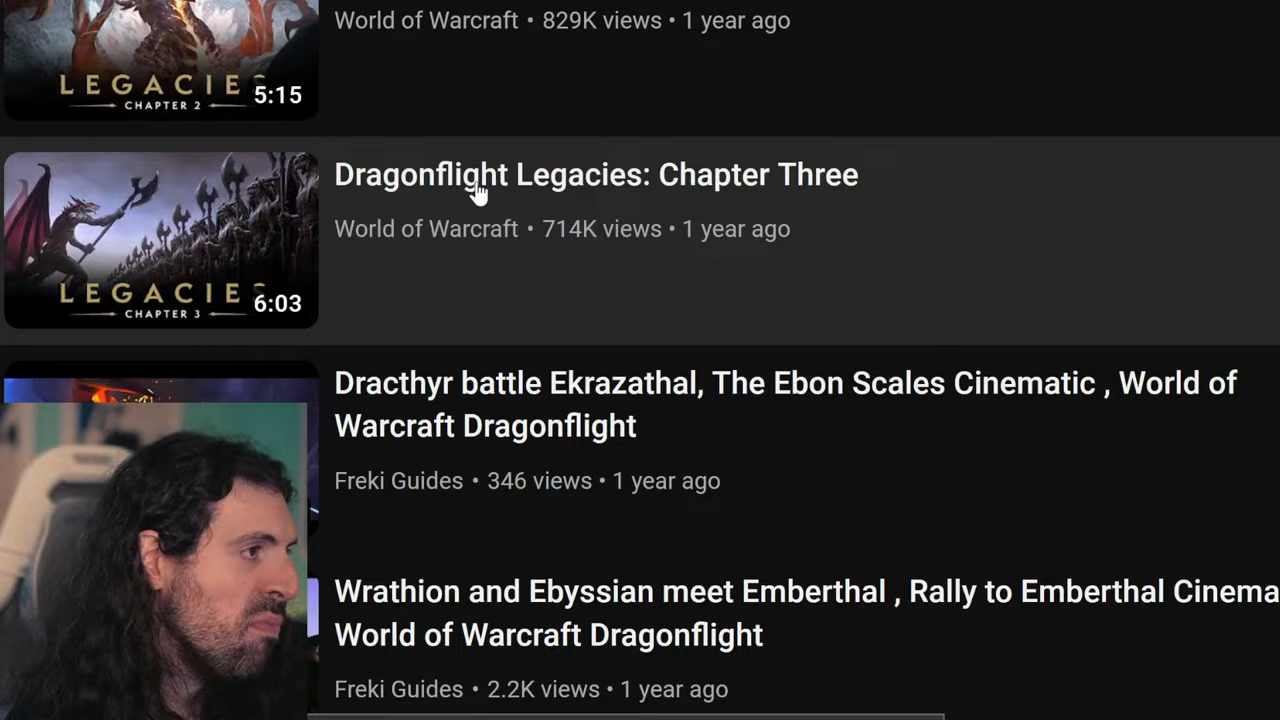 World of Warcraft • 829K views • 1 year ago
LEGACIES
CHAPTER 2
5:15
Dragonflight Legacies: Chapter Three
World of Warcraft • 714K views • 1 year ago
LEGACIES
CHAPTER 3
6:03
Dracthyr battle Ekrazathal, The Ebon Scales Cinematic , World of
Warcraft Dragonflight
Freki Guides • 346 views • 1 year ago
Wrathion and Ebyssian meet Emberthal , Rally to Emberthal Cinema
World of Warcraft Dragonflight
Freki Guides • 2.2K views • 1 year ago